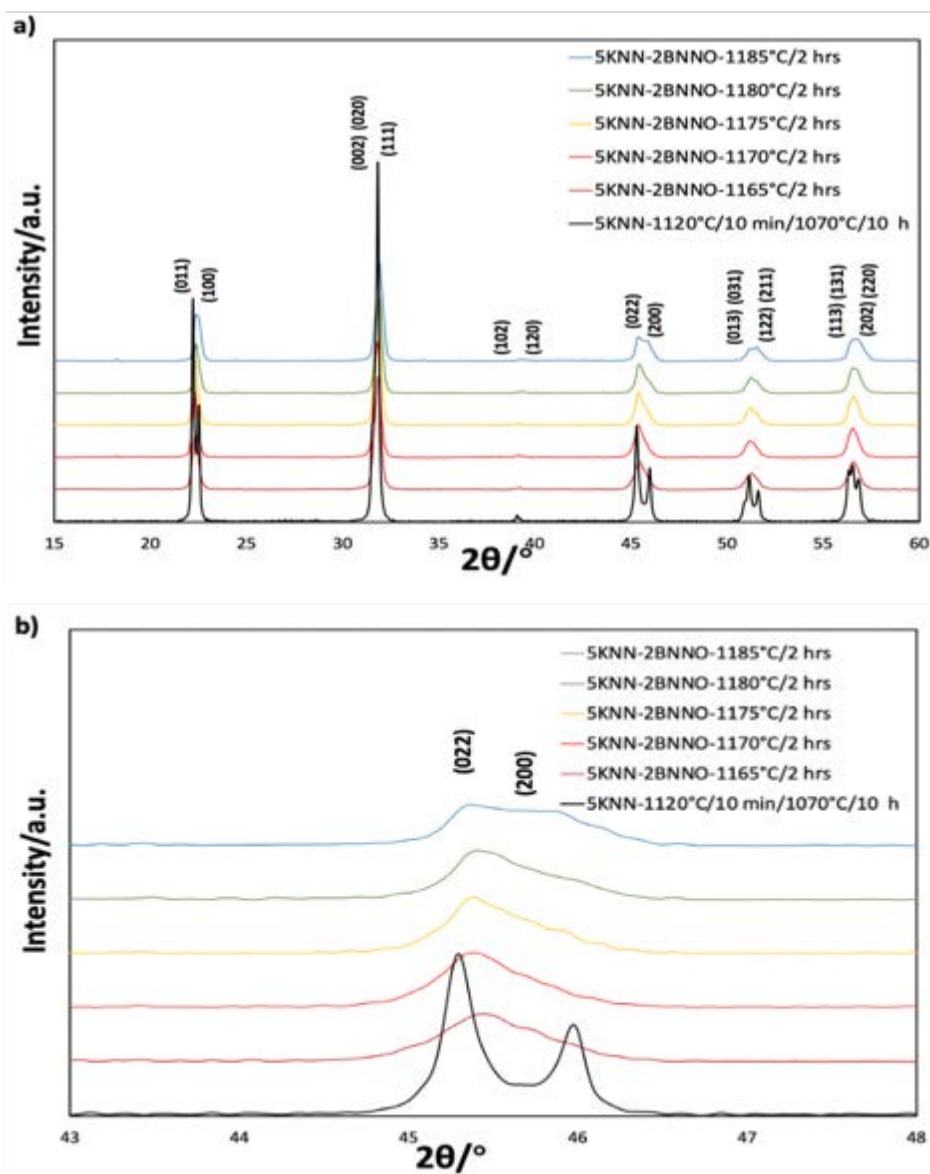 a)
5KNN-2BNNO-1185°C/2 hrs
5KNN-2BNNO-1180°C/2 hrs
5KNN-2BNNO-1175°C/2 hrs
5KNN-2BNNO-1170°C/2 hrs
5KNN-2BNNO-1165°C/2 hrs
5KNN-1120°C/10 min/1070°C/10 h
Intensity/a.u.
(011)
(100)
(002) (020)
(111)
(102)
(120)
(022)
(200)
(013) (031)
(122) (211)
(113) (131)
(202) (220)
15 20 25 30 35 40 45 50 55 60
2θ/°
b)
5KNN-2BNNO-1185°C/2 hrs
5KNN-2BNNO-1180°C/2 hrs
5KNN-2BNNO-1175°C/2 hrs
5KNN-2BNNO-1170°C/2 hrs
5KNN-2BNNO-1165°C/2 hrs
5KNN-1120°C/10 min/1070°C/10 h
Intensity/a.u.
(022)
(200)
43 44 45 46 47 48
2θ/°